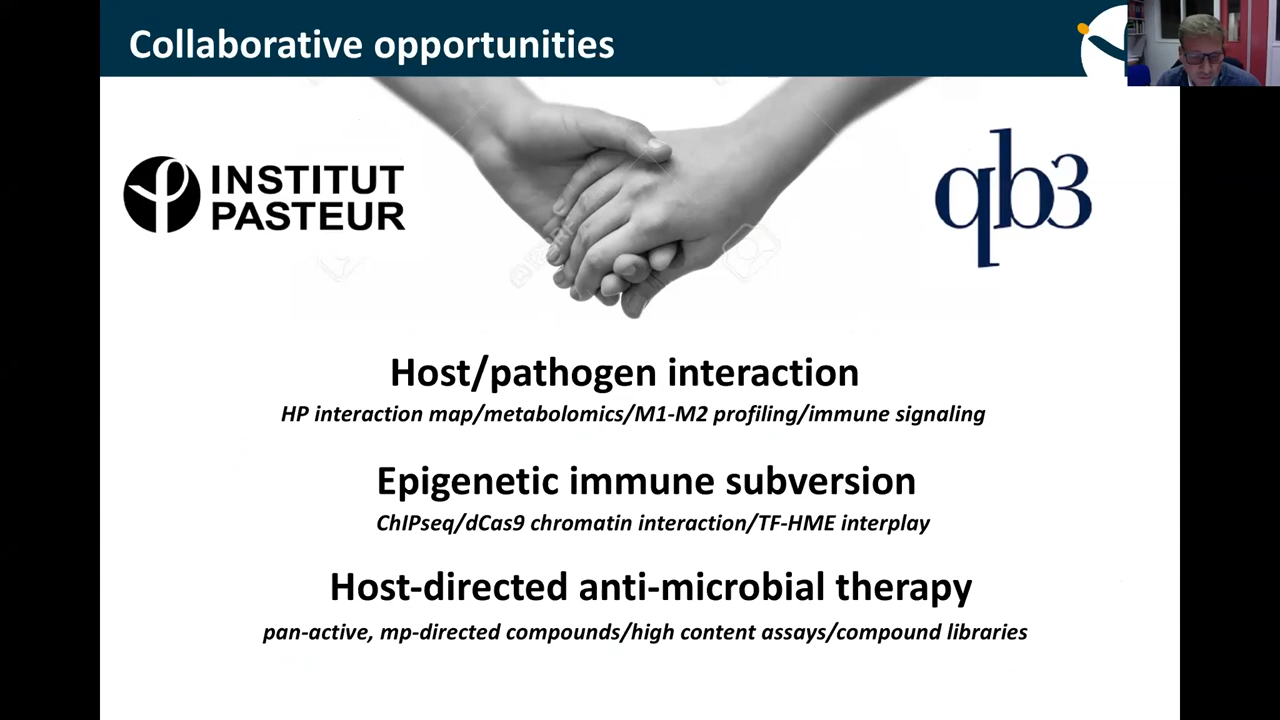 Collaborative opportunities
INSTITUT
PASTEUR
qb3
Host/pathogen interaction
HP interaction map/metabolomics/M1-M2 profiling/immune signaling
Epigenetic immune subversion
ChIPseq/dCas9 chromatin interaction/TF-HME interplay
Host-directed anti-microbial therapy
pan-active, mp-directed compounds/high content assays/compound libraries